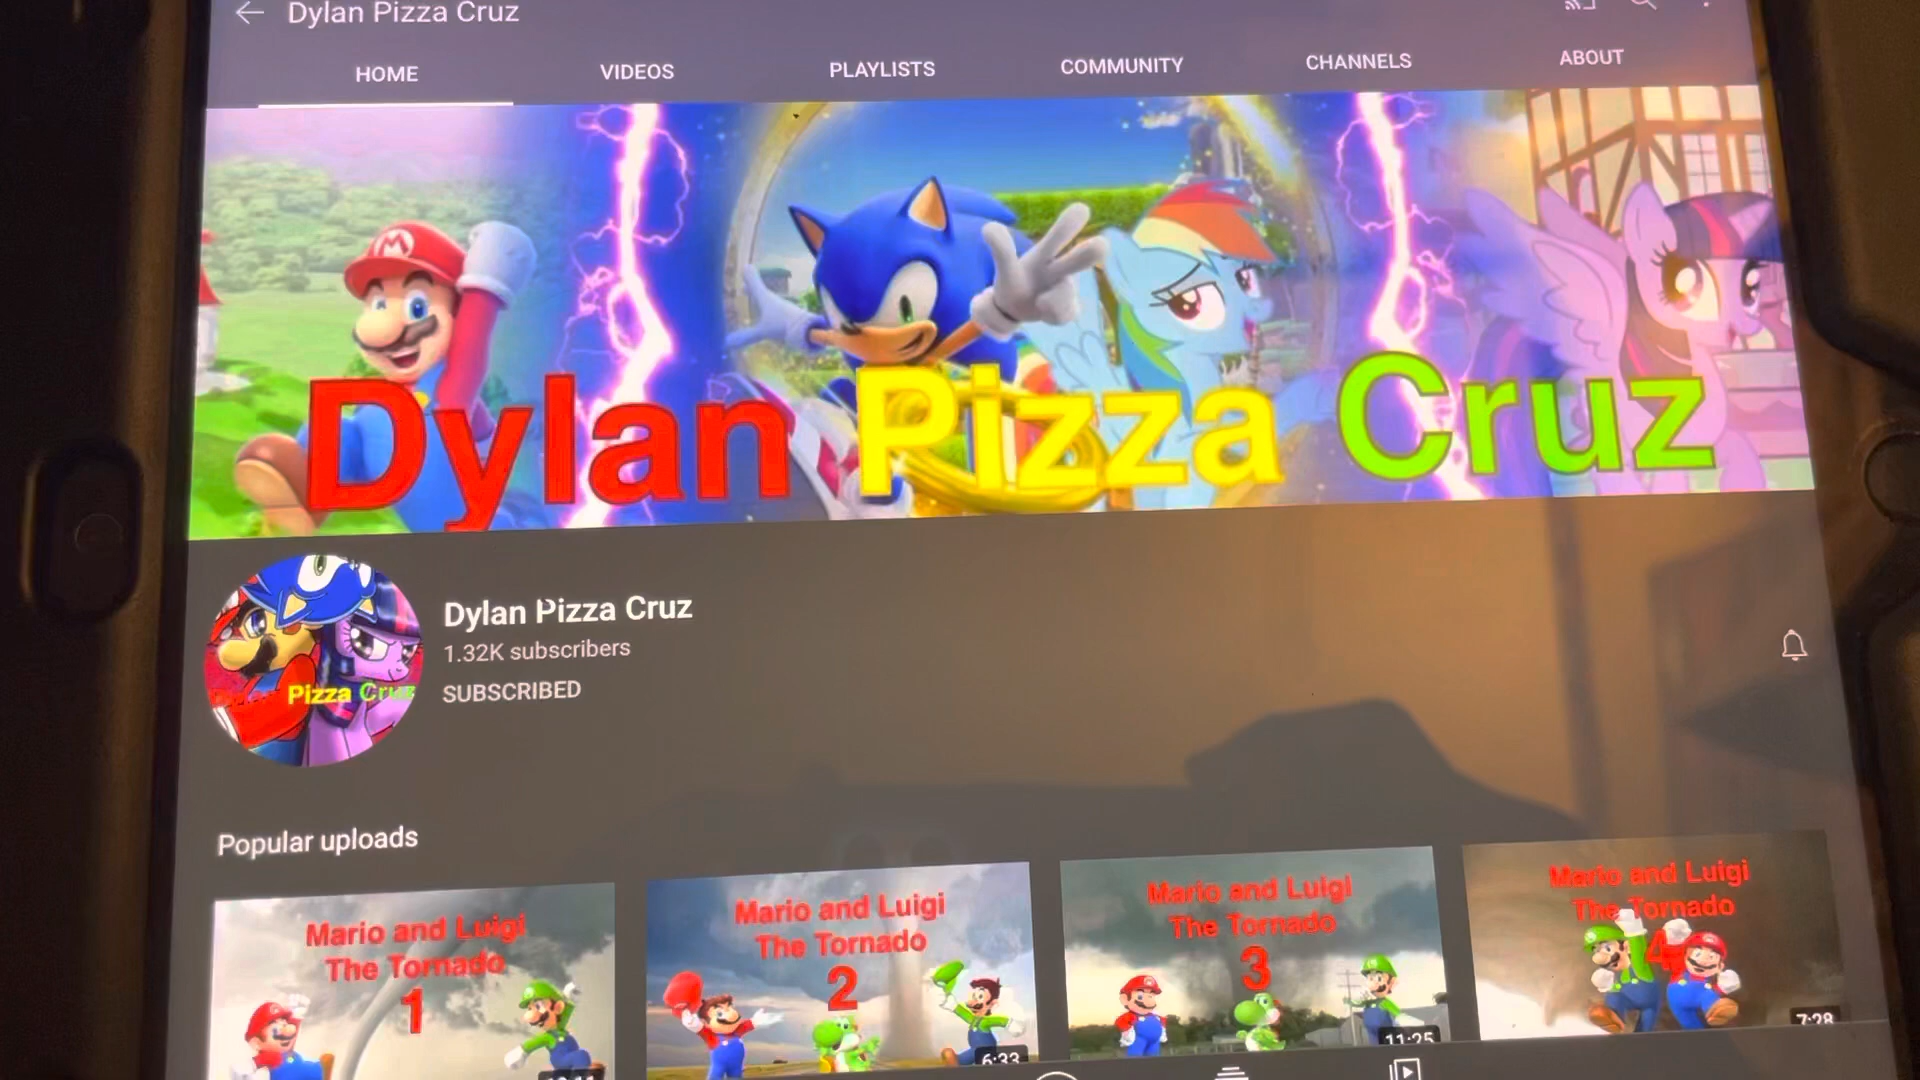 Dylan Pizza Cruz
HOME VIDEOS PLAYLISTS COMMUNITY CHANNELS ABOUT
Dylan Pizza Cruz
Dylan Pizza Cruz
1.32K subscribers
SUBSCRIBED
Pizza Cruz
Popular uploads
Mario and Luigi
The Tornado
1
Mario and Luigi
The Tornado
2
6:33
Mario and Luigi
The Tornado
3
11:25
Mario and Luigi
The Tornado
4
7:28